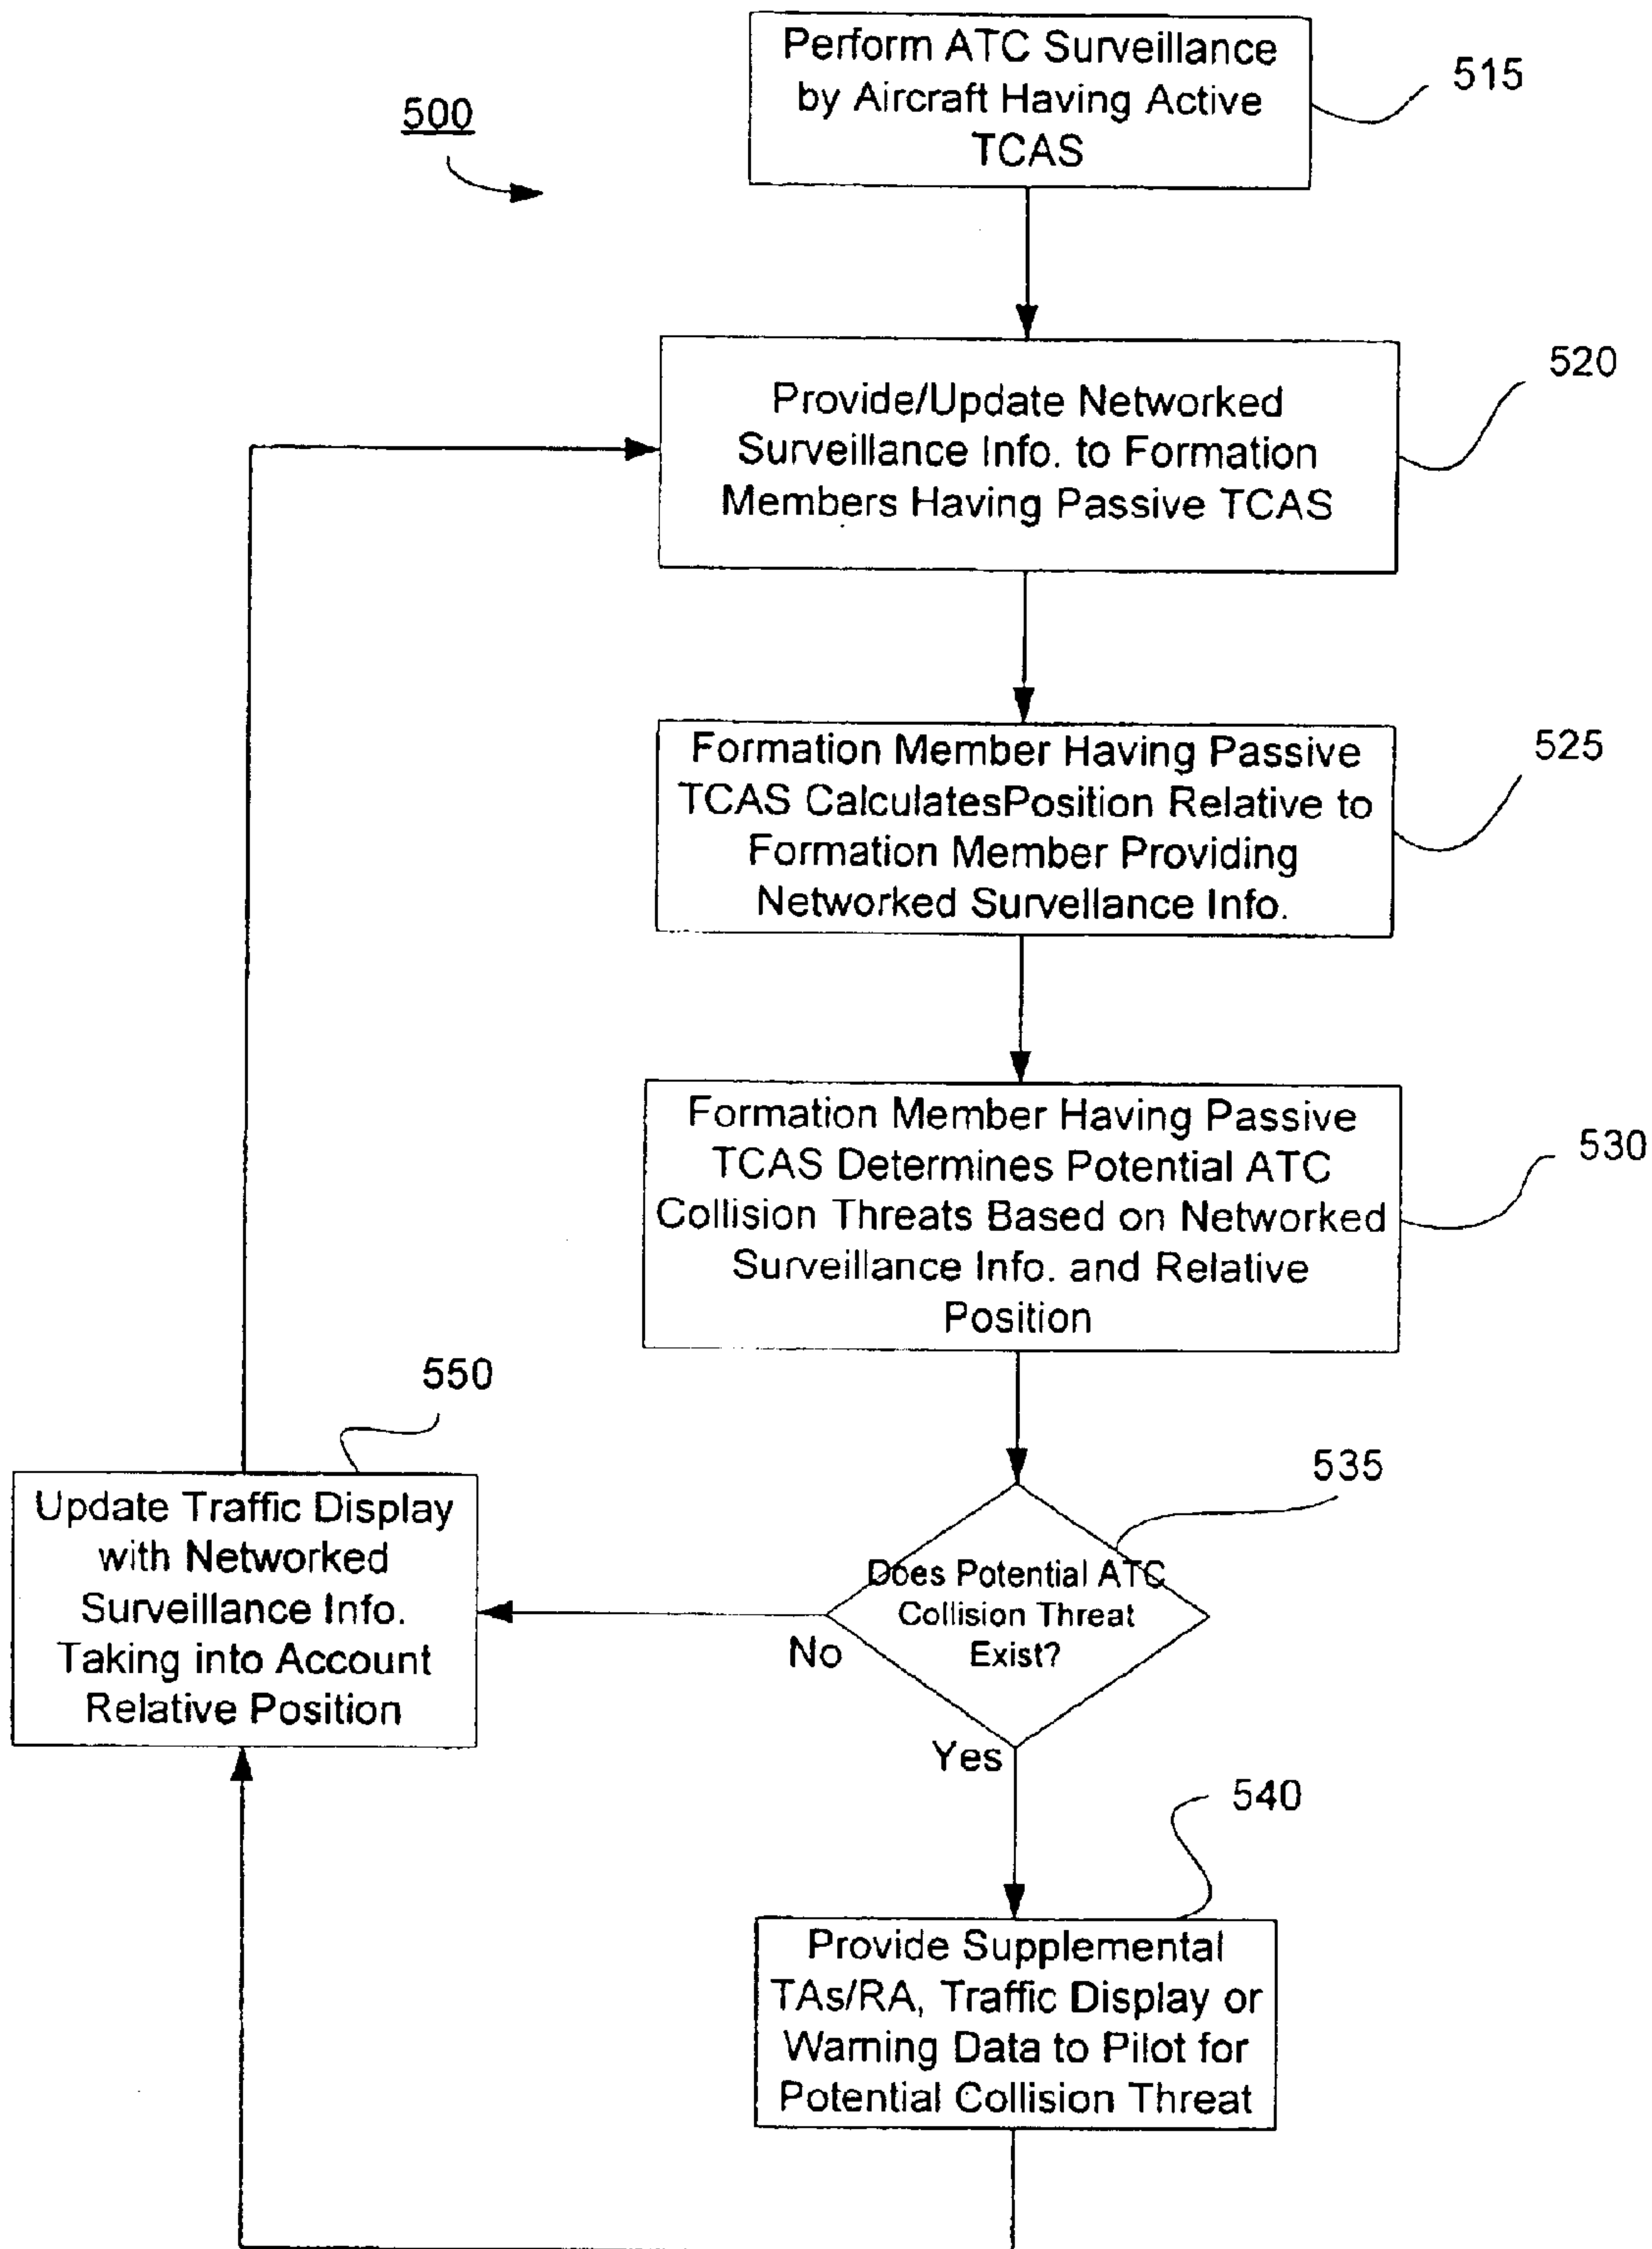 Perform ATC Surveillance
by Aircraft Having Active
TCAS
515
500
Provide/Update Networked
Surveillance Info. to Formation
Members Having Passive TCAS
520
Formation Member Having Passive
TCAS CalculatesPosition Relative to
Formation Member Providing
Networked Survellance Info.
525
Formation Member Having Passive
TCAS Determines Potential ATC
Collision Threats Based on Networked
Surveillance Info. and Relative
Position
530
550
Update Traffic Display
with Networked
Surveillance Info.
Taking into Account
Relative Position
535
Does Potential ATC
Collision Threat
Exist?
No
Yes
540
Provide Supplemental
TAs/RA, Traffic Display or
Warning Data to Pilot for
Potential Collision Threat